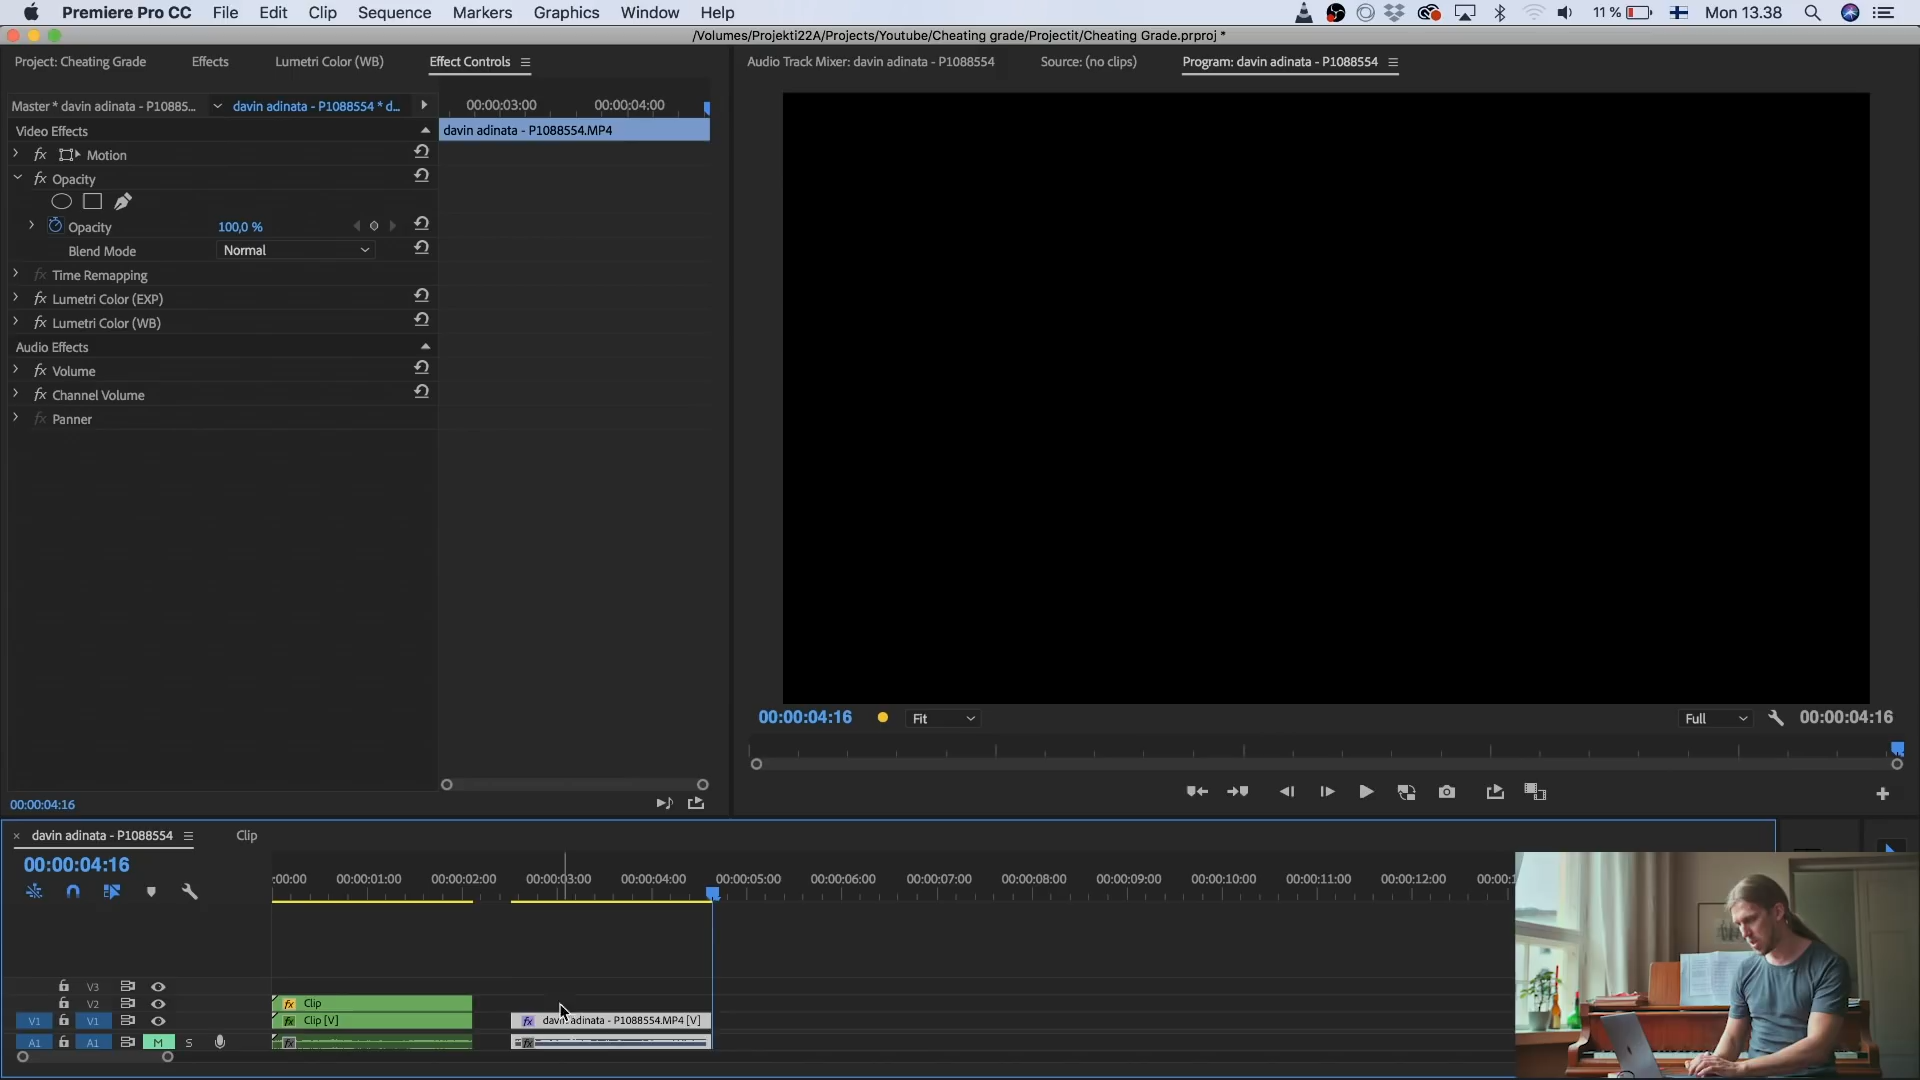 Premiere Pro CC File Edit Clip Sequence Markers Graphics Window Help 11 % Mon 13.38
/Volumes/Projekti22A/Projects/Youtube/Cheating grade/Projectit/Cheating Grade.prproj *
Project: Cheating Grade Effects Lumetri Color (WB) Effect Controls
Audio Track Mixer: davin adinata - P1088554 Source: (no clips) Program: davin adinata - P1088554
Master * davin adinata - P10885... davin adinata - P1088554 * d...
00:00:03:00 00:00:04:00
Video Effects
davin adinata - P1088554.MP4
fx Motion
fx Opacity
Opacity 100,0 %
Blend Mode Normal
fx Time Remapping
fx Lumetri Color (EXP)
fx Lumetri Color (WB)
Audio Effects
fx Volume
fx Channel Volume
fx Panner
00:00:04:16 Fit Full 00:00:04:16
00:00:04:16
davin adinata - P1088554 Clip
00:00:04:16
:00:00 00:00:01:00 00:00:02:00 00:00:03:00 00:00:04:00 00:00:05:00 00:00:06:00 00:00:07:00 00:00:08:00 00:00:09:00 00:00:10:00 00:00:11:00 00:00:12:00 00:00:1
V3
V2 fx Clip
V1 V1 fx Clip [V] fx davin adinata - P1088554.MP4 [V]
A1 A1 M S fx fx